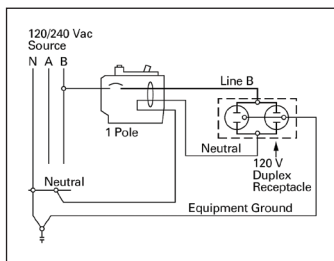 120/240 Vac
Source
N A B
Line B
1 Pole
Neutral
120 V
Duplex
Receptacle
Neutral
Equipment Ground